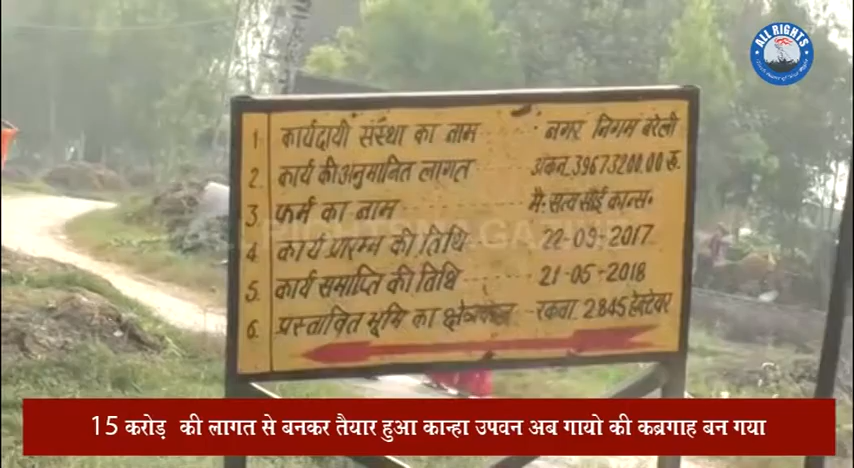 ALL RIGHTS
1. कार्यदायी संस्था का नाम ........ नगर निगम बरेली
2. कार्य की अनुमानित लागत ........ अंकन. 39673200.00 रू.
3. फर्म का नाम ........ मै. सत्य साँई कान्स॰
4. कार्य प्रारम्भ की तिथि ........ 22-09-2017
5. कार्य समाप्ति की तिथि ........ 21-05-2018
6. प्रस्तावित भूमि का क्षेत्रफल ... रकवा. 2.845 हेक्टेयर
15 करोड़ की लागत से बनकर तैयार हुआ कान्हा उपवन अब गायो की कब्रगाह बन गया